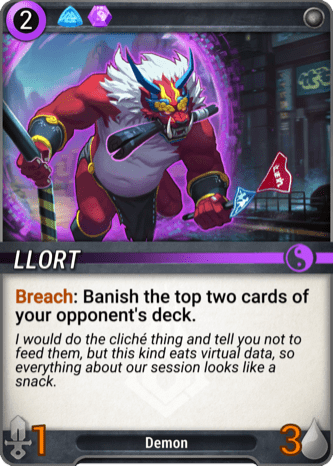 2
LLORT
Breach: Banish the top two cards of
your opponent's deck.
I would do the cliché thing and tell you not to
feed them, but this kind eats virtual data, so
everything about our session looks like a
snack.
1
Demon
3